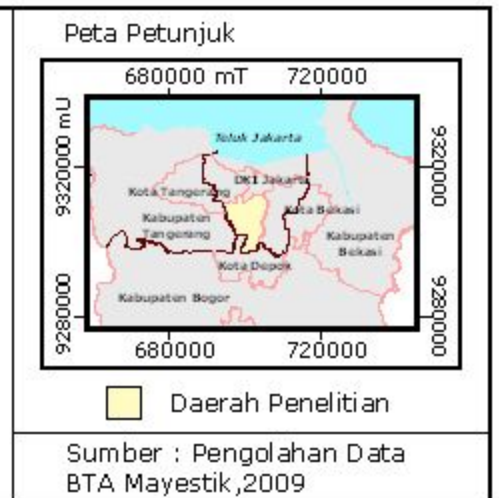 Peta Petunjuk
680000 mT 720000
9320000 mU
9320000
Teluk Jakarta
DKI Jakarta
Kota Tangerang
Kota Bekasi
Kabupaten
Tangerang
Kabupaten
Bekasi
Kota Depok
Kabupaten Bogor
9280000
9280000
680000 720000
Daerah Penelitian
Sumber : Pengolahan Data
BTA Mayestik,2009